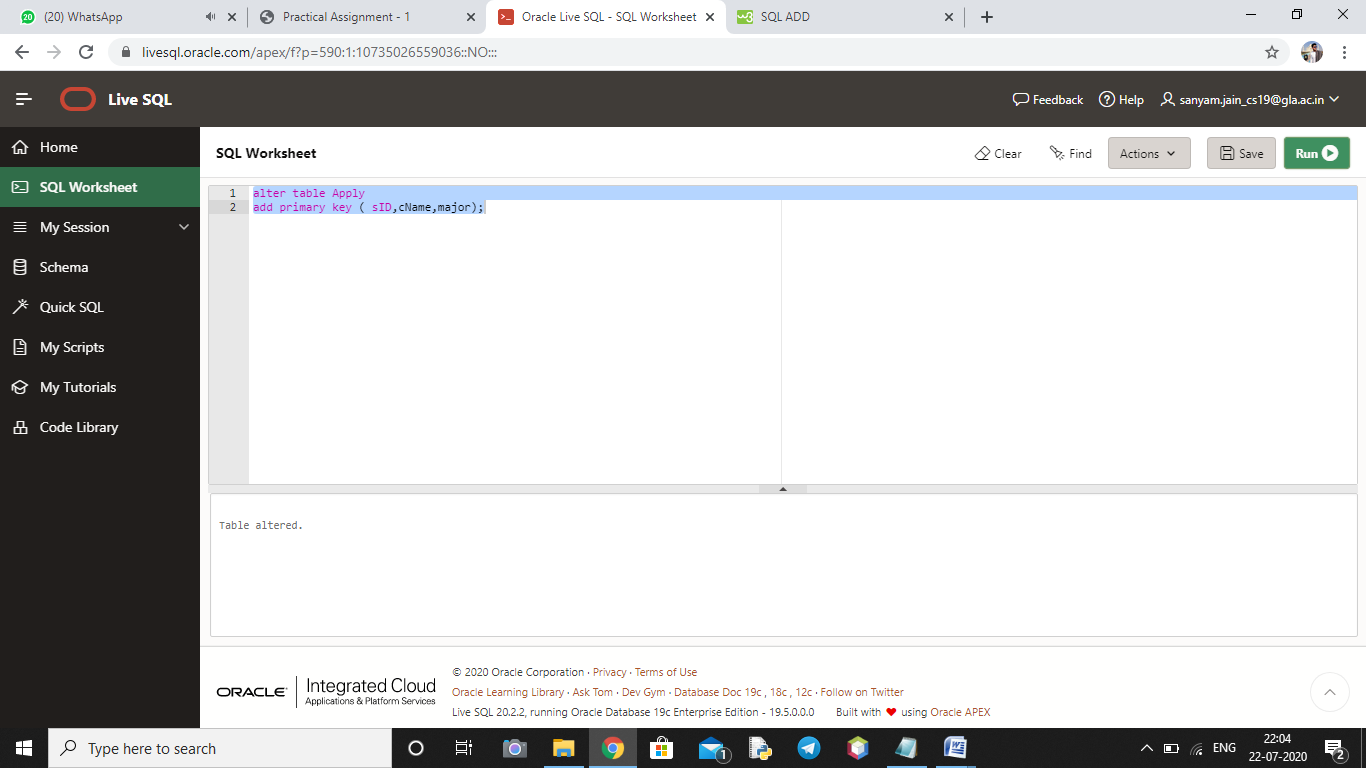 (20) WhatsApp
Practical Assignment - 1
Oracle Live SQL - SQL Worksheet
SQL ADD
livesql.oracle.com/apex/f?p=590:1:10735026559036::NO:::
Live SQL
Feedback
Help
sanyam.jain_cs19@gla.ac.in
Home
SQL Worksheet
My Session
Schema
Quick SQL
My Scripts
My Tutorials
Code Library
SQL Worksheet
Clear
Find
Actions
Save
Run
1 alter table Apply
2 add primary key ( sID,cName,major);
Table altered.
ORACLE Integrated Cloud
Applications & Platform Services
© 2020 Oracle Corporation · Privacy · Terms of Use
Oracle Learning Library · Ask Tom · Dev Gym · Database Doc 19c , 18c , 12c · Follow on Twitter
Live SQL 20.2.2, running Oracle Database 19c Enterprise Edition - 19.5.0.0.0 Built with ❤ using Oracle APEX
Type here to search
1
ENG
22:04
22-07-2020
2